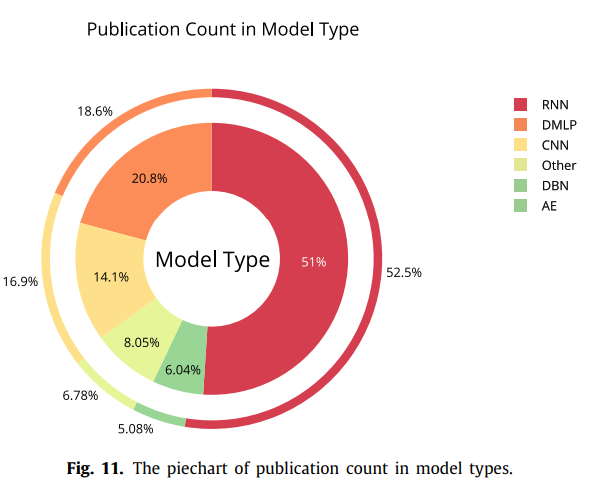 Publication Count in Model Type
RNN
DMLP
CNN
Other
DBN
AE
18.6%
20.8%
Model Type
51%
52.5%
16.9%
14.1%
8.05%
6.04%
6.78%
5.08%
Fig. 11. The piechart of publication count in model types.